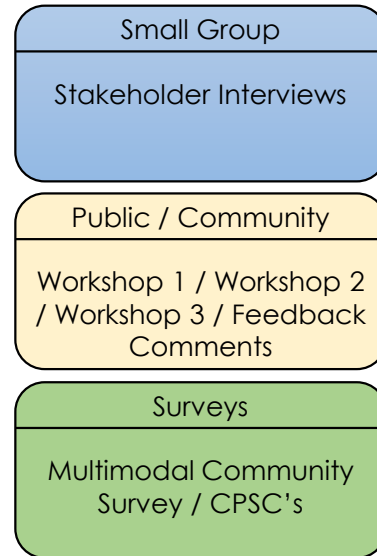 Small Group
Stakeholder Interviews
Public / Community
Workshop 1 / Workshop 2
/ Workshop 3 / Feedback
Comments
Surveys
Multimodal Community
Survey / CPSC's